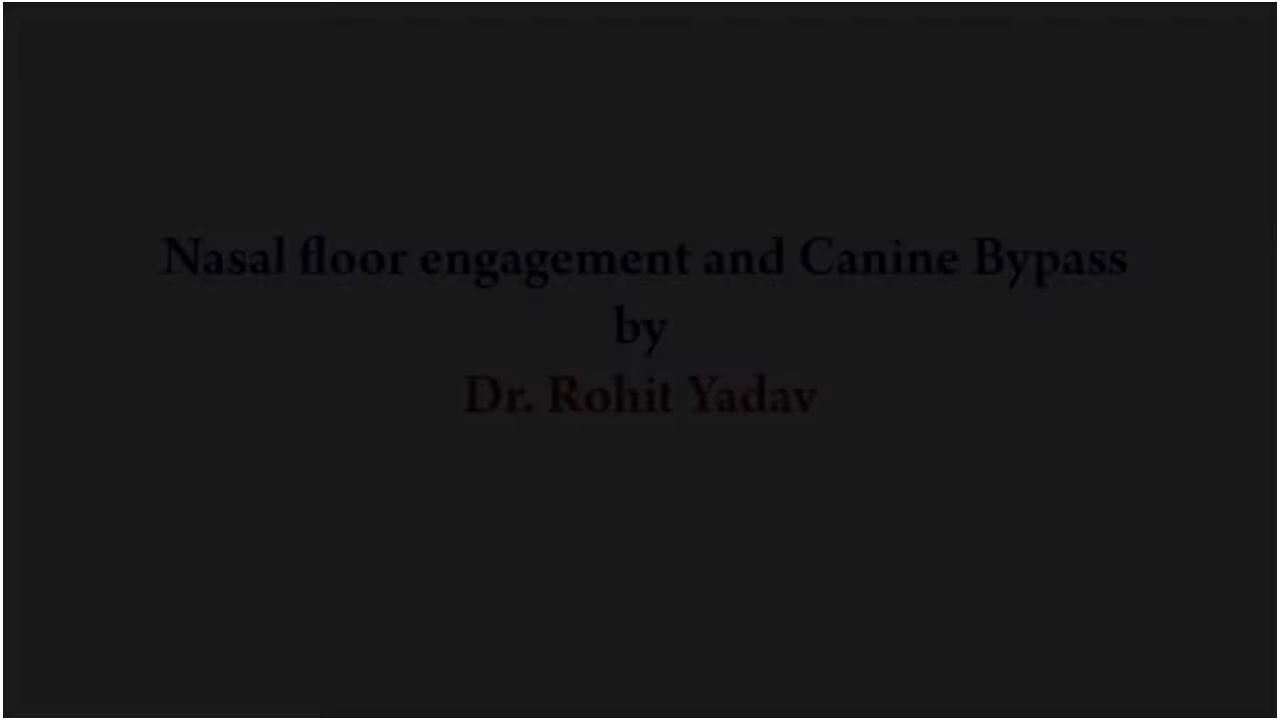 Nasal floor engagement and Canine Bypass
by
Dr. Rohit Yadav